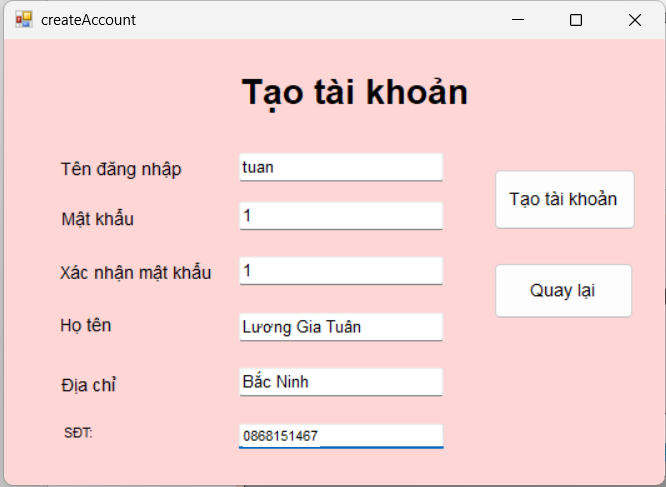 createAccount
Tạo tài khoản
Tên đăng nhập
tuan
Mật khẩu
1
Xác nhận mật khẩu
1
Họ tên
Lương Gia Tuân
Địa chỉ
Bắc Ninh
SĐT:
0868151467
Tạo tài khoản
Quay lại